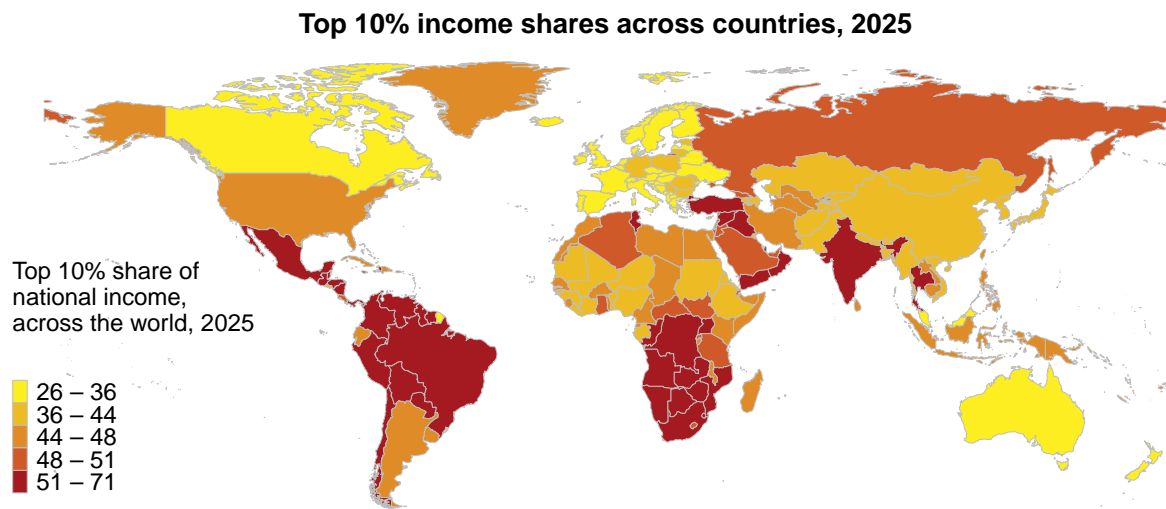 Top 10% income shares across countries, 2025
Top 10% share of
national income,
across the world, 2025
26 – 36
36 – 44
44 – 48
48 – 51
51 – 71